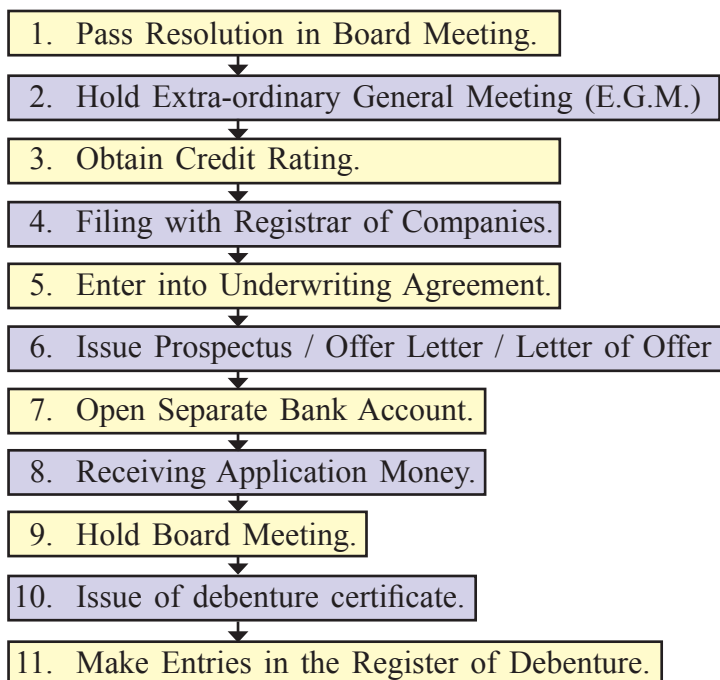 1. Pass Resolution in Board Meeting.
2. Hold Extra-ordinary General Meeting (E.G.M.)
3. Obtain Credit Rating.
4. Filing with Registrar of Companies.
5. Enter into Underwriting Agreement.
6. Issue Prospectus / Offer Letter / Letter of Offer
7. Open Separate Bank Account.
8. Receiving Application Money.
9. Hold Board Meeting.
10. Issue of debenture certificate.
11. Make Entries in the Register of Debenture.